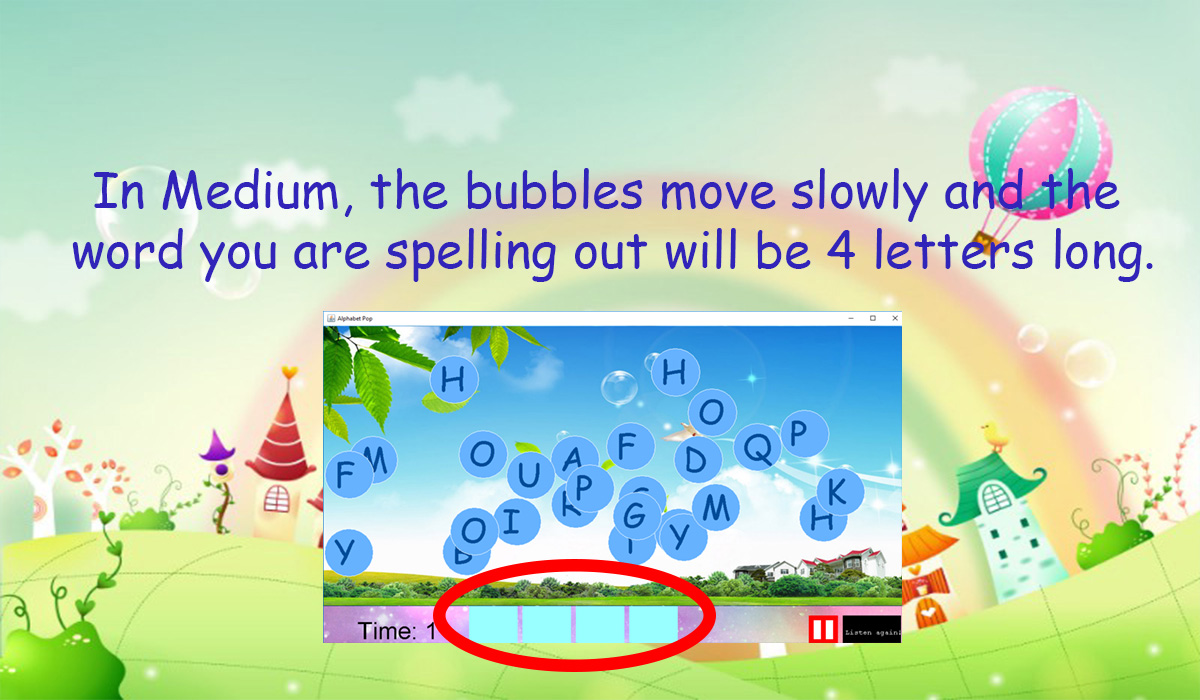 In Medium, the bubbles move slowly and the
word you are spelling out will be 4 letters long.
Alphabet Pop
H
H
O
P
O
F
Q
M
A
D
F
U
P
K
K
M
G
I
O
H
Y
Y
Time: 1
Listen again!